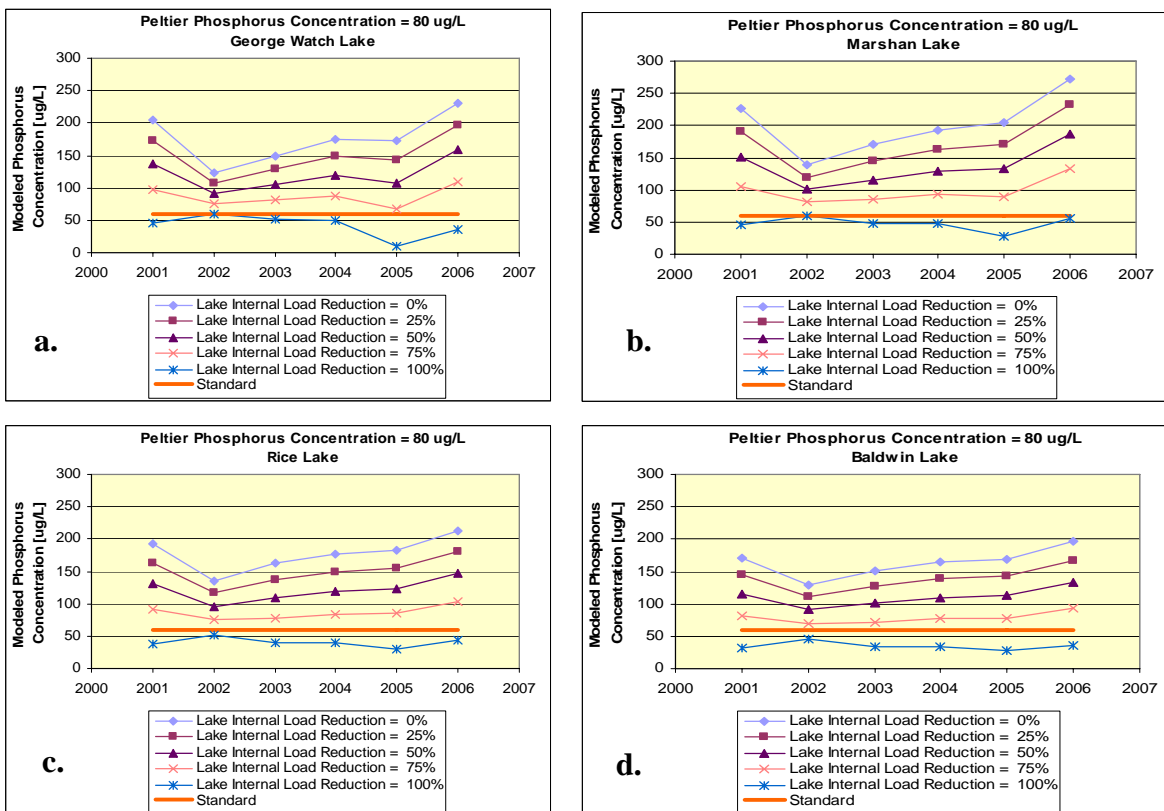 Peltier Phosphorus Concentration = 80 ug/L
George Watch Lake
Modeled Phosphorus
Concentration [ug/L]
300
250
200
150
100
50
0
2000 2001 2002 2003 2004 2005 2006 2007
Lake Internal Load Reduction = 0%
Lake Internal Load Reduction = 25%
Lake Internal Load Reduction = 50%
Lake Internal Load Reduction = 75%
Lake Internal Load Reduction = 100%
Standard
a.
Peltier Phosphorus Concentration = 80 ug/L
Marshan Lake
Modeled Phosphorus
Concentration [ug/L]
300
250
200
150
100
50
0
2000 2001 2002 2003 2004 2005 2006 2007
Lake Internal Load Reduction = 0%
Lake Internal Load Reduction = 25%
Lake Internal Load Reduction = 50%
Lake Internal Load Reduction = 75%
Lake Internal Load Reduction = 100%
Standard
b.
Peltier Phosphorus Concentration = 80 ug/L
Rice Lake
Modeled Phosphorus
Concentration [ug/L]
300
250
200
150
100
50
0
2000 2001 2002 2003 2004 2005 2006 2007
Lake Internal Load Reduction = 0%
Lake Internal Load Reduction = 25%
Lake Internal Load Reduction = 50%
Lake Internal Load Reduction = 75%
Lake Internal Load Reduction = 100%
Standard
c.
Peltier Phosphorus Concentration = 80 ug/L
Baldwin Lake
Modeled Phosphorus
Concentration [ug/L]
300
250
200
150
100
50
0
2000 2001 2002 2003 2004 2005 2006 2007
Lake Internal Load Reduction = 0%
Lake Internal Load Reduction = 25%
Lake Internal Load Reduction = 50%
Lake Internal Load Reduction = 75%
Lake Internal Load Reduction = 100%
Standard
d.